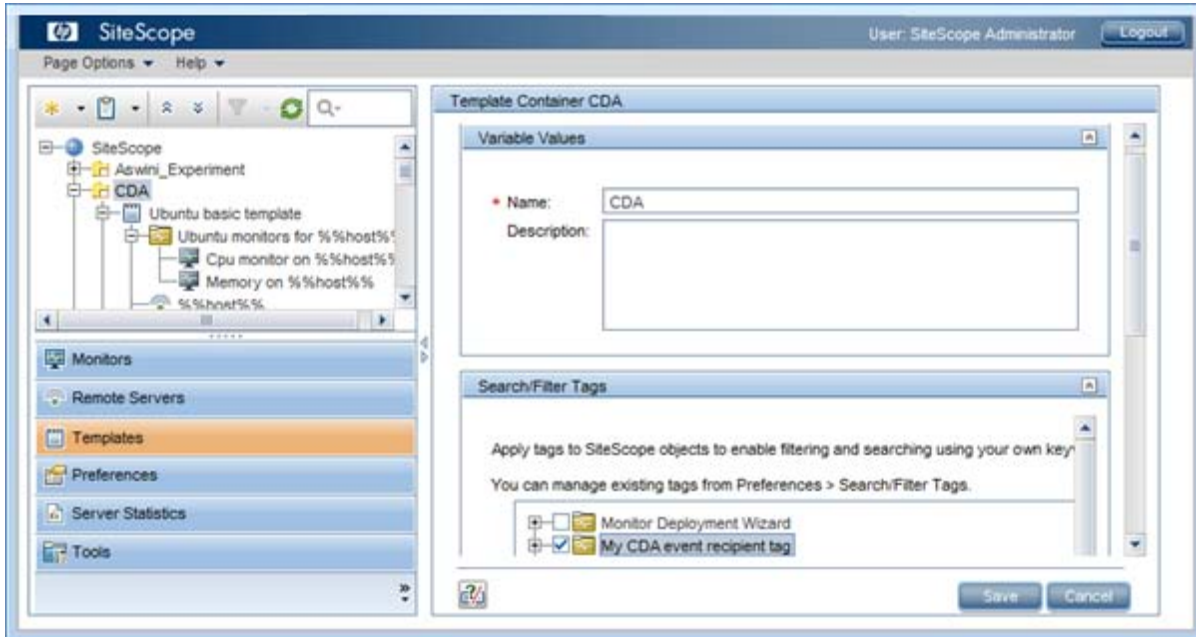 hp SiteScope
User: SiteScope Administrator
Logout
Page Options
Help
SiteScope
Aswini_Experiment
CDA
Ubuntu basic template
Ubuntu monitors for %%host%
Cpu monitor on %%host%%
Memory on %%host%%
%%host%%
Monitors
Remote Servers
Templates
Preferences
Server Statistics
Tools
Template Container CDA
Variable Values
* Name:
CDA
Description:
Search/Filter Tags
Apply tags to SiteScope objects to enable filtering and searching using your own key
You can manage existing tags from Preferences > Search/Filter Tags.
Monitor Deployment Wizard
My CDA event recipient tag
Save
Cancel